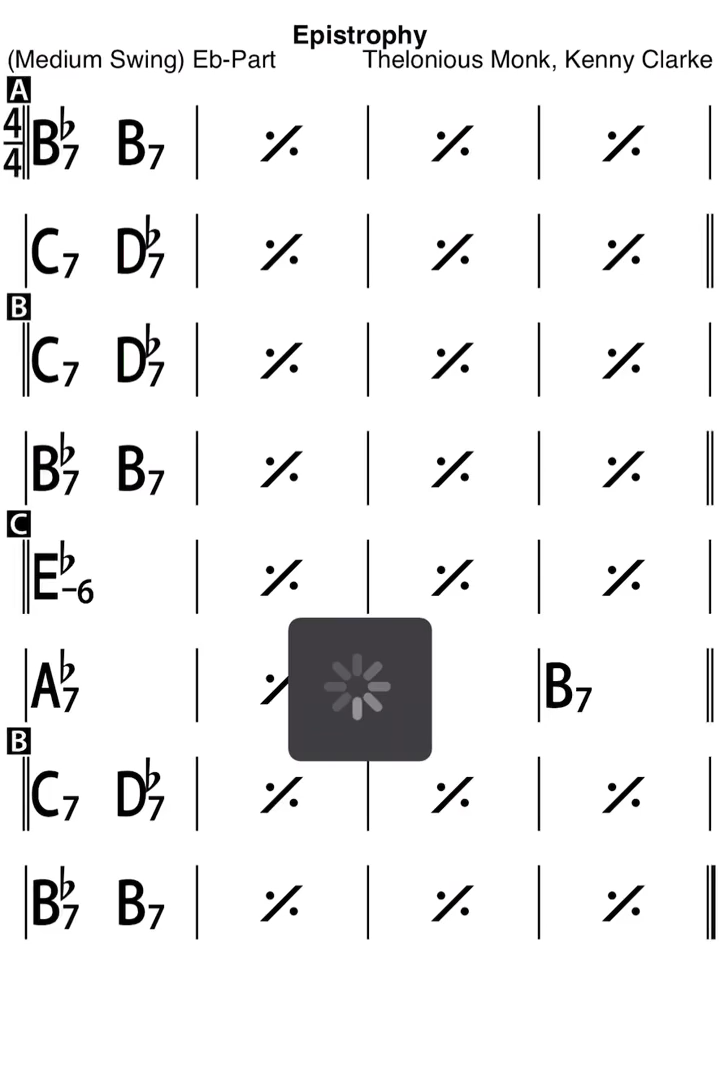 Epistrophy
(Medium Swing) Eb-Part Thelonious Monk, Kenny Clarke
A
4/4 B♭7 B7 𝄎 𝄎 𝄎
C7 D♭7 𝄎 𝄎 𝄎
B
C7 D♭7 𝄎 𝄎 𝄎
B♭7 B7 𝄎 𝄎 𝄎
C
E♭-6 𝄎 𝄎 𝄎
A♭7 𝄎 B7
B
C7 D♭7 𝄎 𝄎 𝄎
B♭7 B7 𝄎 𝄎 𝄎